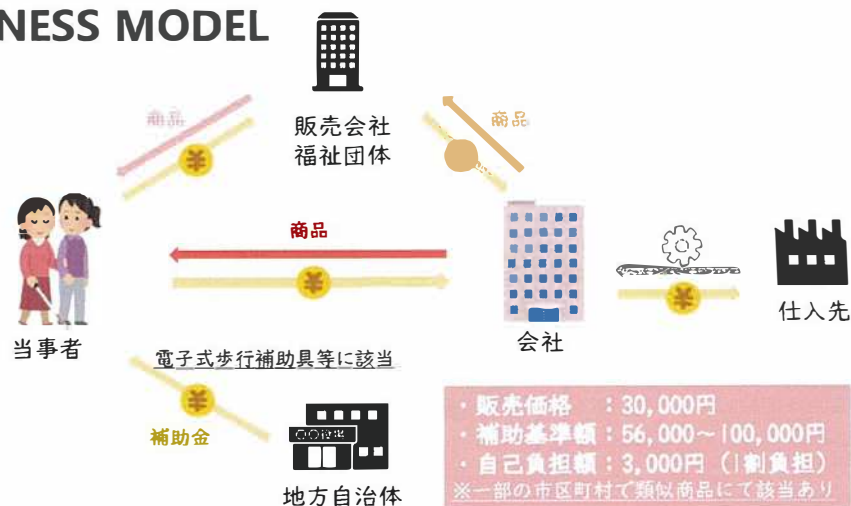 NESS MODEL
販売会社
福祉団体
商品
商品
商品
当事者
会社
仕入先
電子式歩行補助具等に該当
補助金
地方自治体
・販売価格 ：30,000円
・補助基準額：56,000～100,000円
・自己負担額：3,000円（1割負担）
※一部の市区町村で類似商品にて該当あり
¥
¥
¥
¥